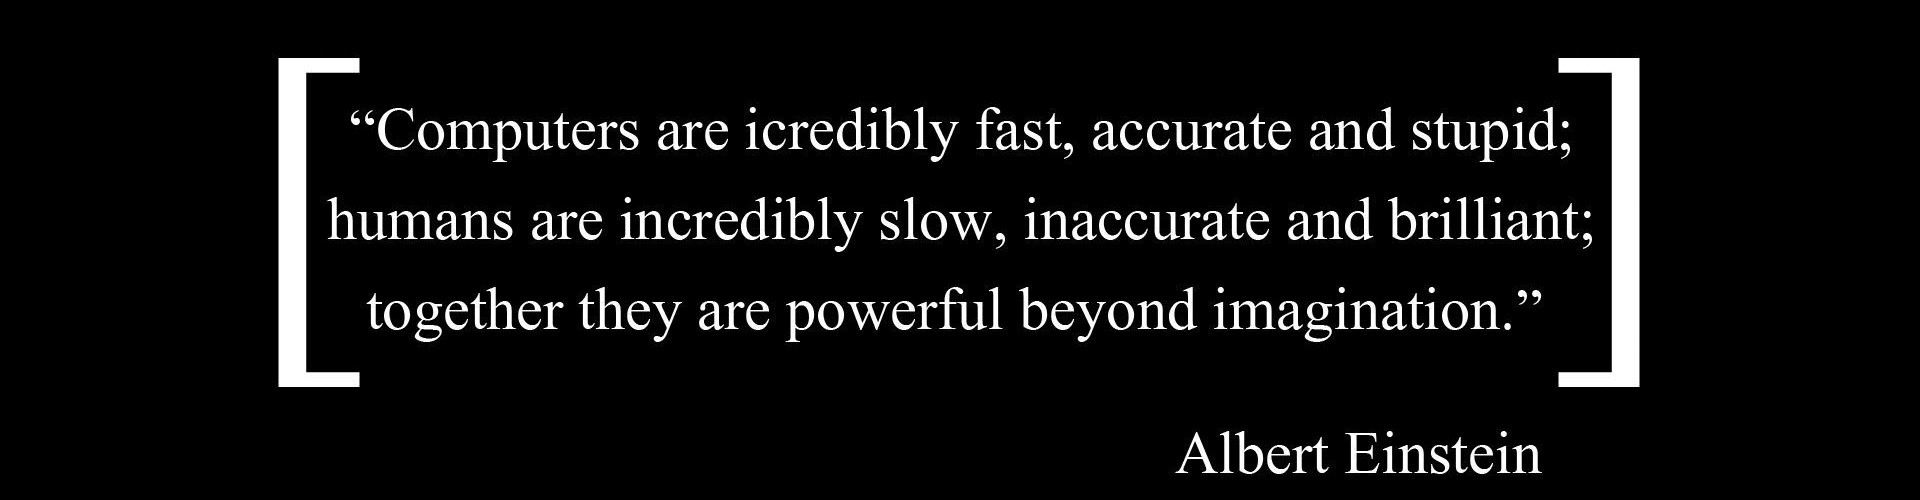 “Computers are icredibly fast, accurate and stupid;
humans are incredibly slow, inaccurate and brilliant;
together they are powerful beyond imagination.”
Albert Einstein